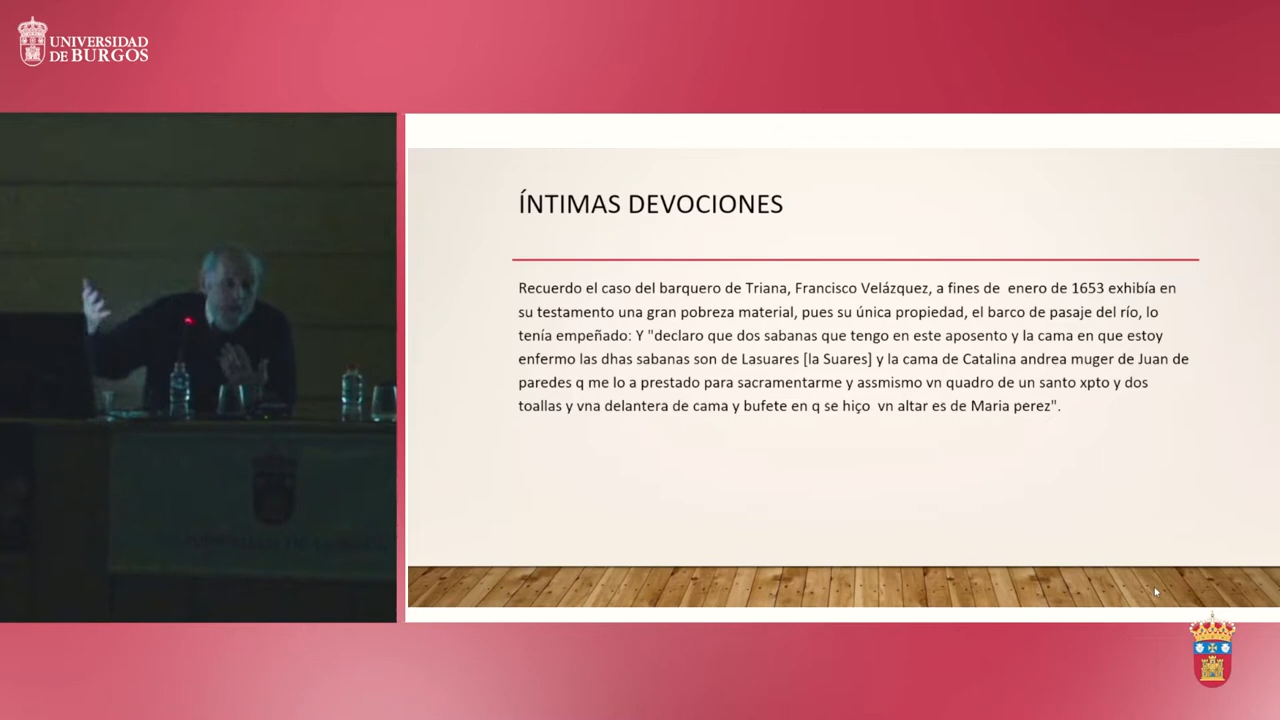 UNIVERSIDAD
DE BURGOS
ÍNTIMAS DEVOCIONES
Recuerdo el caso del barquero de Triana, Francisco Velázquez, a fines de enero de 1653 exhibía en
su testamento una gran pobreza material, pues su única propiedad, el barco de pasaje del río, lo
tenía empeñado: Y "declaro que dos sabanas que tengo en este aposento y la cama en que estoy
enfermo las dhas sabanas son de Lasuares [la Suares] y la cama de Catalina andrea muger de Juan de
paredes q me lo a prestado para sacramentarme y assmismo vn quadro de un santo xpto y dos
toallas y vna delantera de cama y bufete en q se hiço vn altar es de Maria perez".